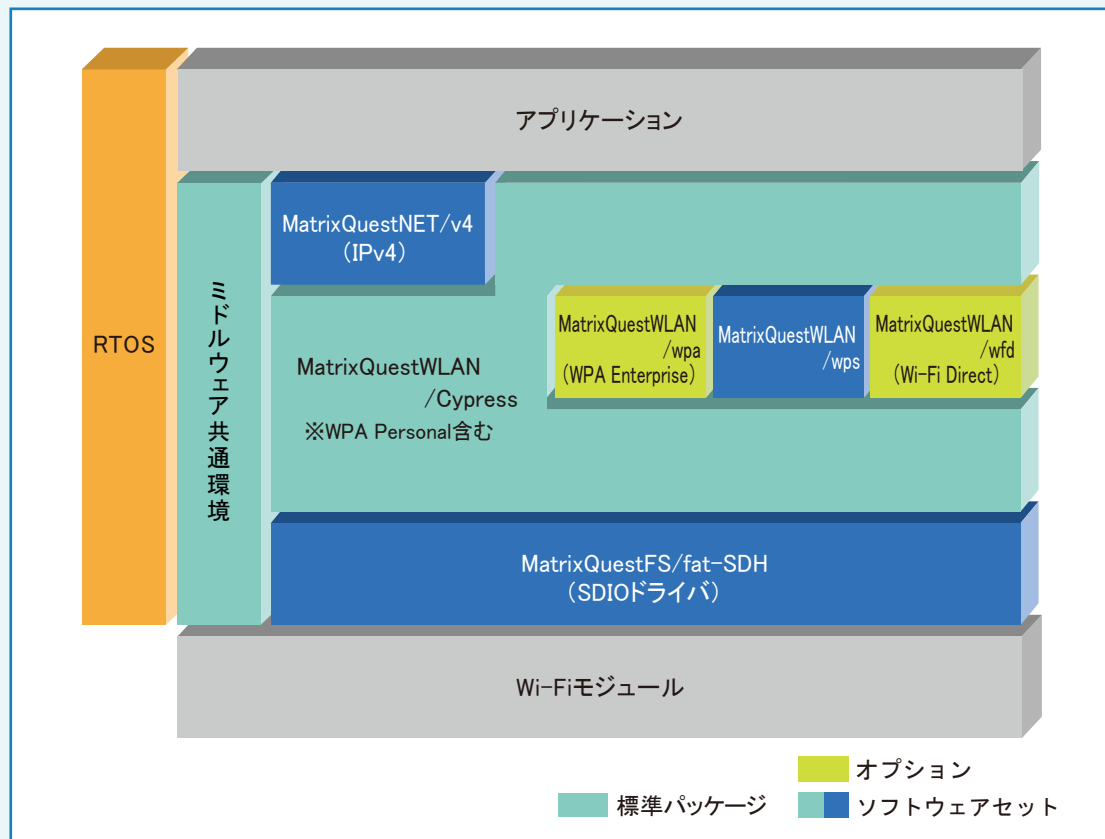 アプリケーション
RTOS
ミドルウェア共通環境
MatrixQuestNET/v4
(IPv4)
MatrixQuestWLAN
/Cypress
※WPA Personal含む
MatrixQuestWLAN
/wpa
(WPA Enterprise)
MatrixQuestWLAN
/wps
MatrixQuestWLAN
/wfd
(Wi-Fi Direct)
MatrixQuestFS/fat-SDH
(SDIOドライバ)
Wi-Fiモジュール
オプション
標準パッケージ
ソフトウェアセット